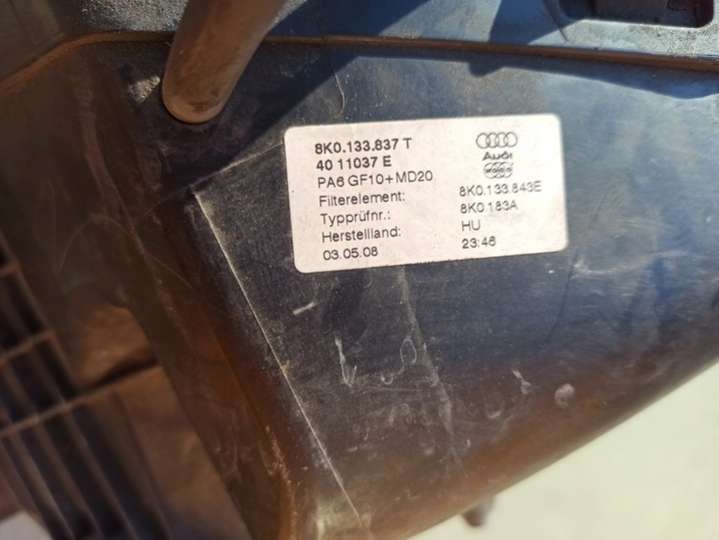 8K0.133.837 T
40 11037 E
PA6 GF10+MD20
Audi
Filterelement: 8K0.133.843E
Typprüfnr.: 8K0.183A
Herstellland: HU
03.05.08 23:46